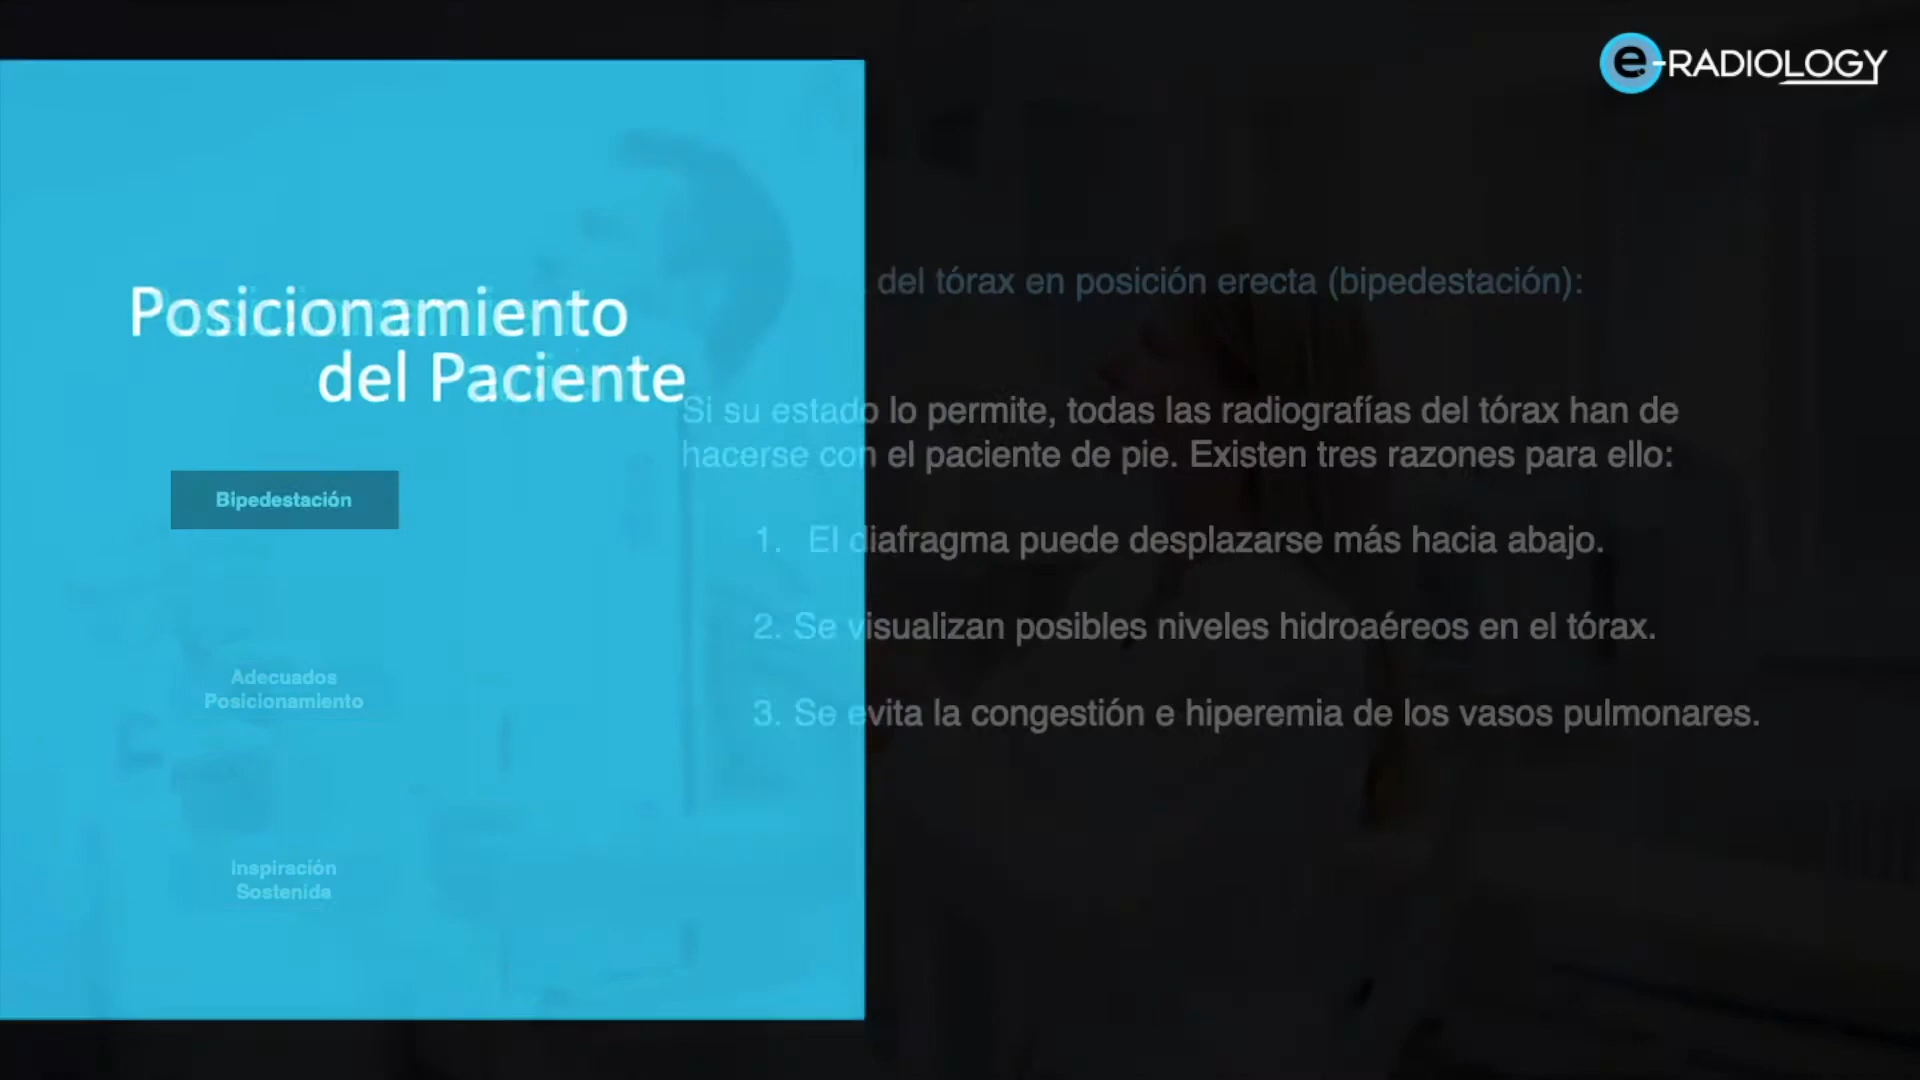 e-RADIOLOGY
Posicionamiento
del Paciente
Bipedestación
Adecuados
Posicionamiento
Inspiración
Sostenida
del tórax en posición erecta (bipedestación):
Si su estado lo permite, todas las radiografías del tórax han de
hacerse con el paciente de pie. Existen tres razones para ello:
1. El diafragma puede desplazarse más hacia abajo.
2. Se visualizan posibles niveles hidroaéreos en el tórax.
3. Se evita la congestión e hiperemia de los vasos pulmonares.